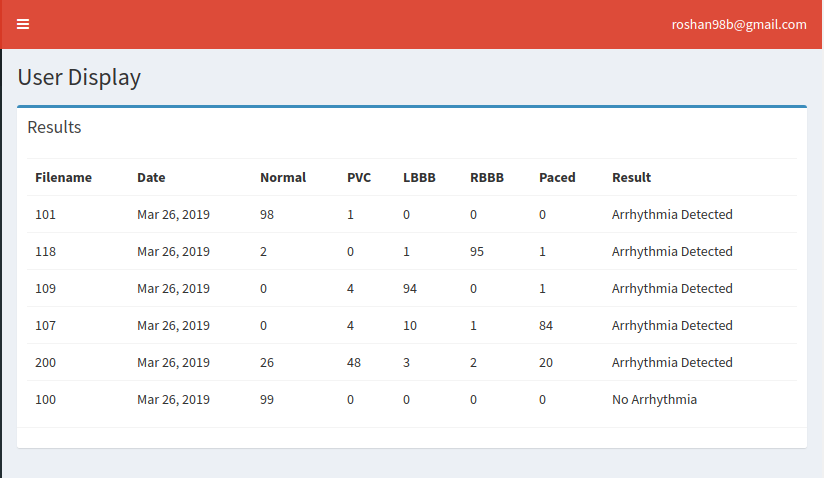 roshan98b@gmail.com
User Display
Results
Filename Date Normal PVC LBBB RBBB Paced Result
101 Mar 26, 2019 98 1 0 0 0 Arrhythmia Detected
118 Mar 26, 2019 2 0 1 95 1 Arrhythmia Detected
109 Mar 26, 2019 0 4 94 0 1 Arrhythmia Detected
107 Mar 26, 2019 0 4 10 1 84 Arrhythmia Detected
200 Mar 26, 2019 26 48 3 2 20 Arrhythmia Detected
100 Mar 26, 2019 99 0 0 0 0 No Arrhythmia